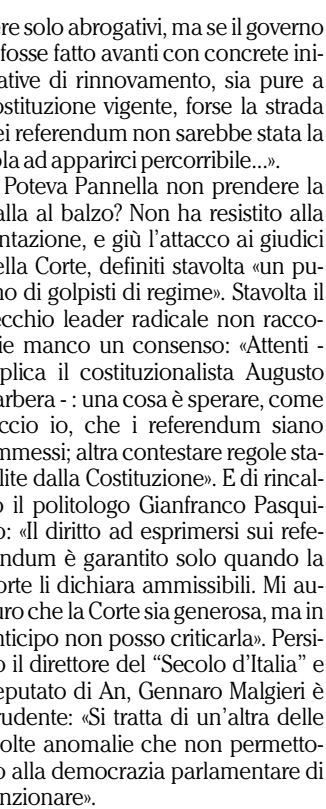 re solo abrogativi, ma se il governo
fosse fatto avanti con concrete ini-
ative di rinnovamento, sia pure a
ostituzione vigente, forse la strada
ei referendum non sarebbe stata la
ola ad apparirci percorribile...».
Poteva Pannella non prendere la
alla al balzo? Non ha resistito alla
ntazione, e giù l'attacco ai giudici
ella Corte, definiti stavolta «un pu-
no di golpisti di regime». Stavolta il
ecchio leader radicale non racco-
ie manco un consenso: «Attenti -
plica il costituzionalista Augusto
arbera - : una cosa è sperare, come
ccio io, che i referendum siano
mmessi; altra contestare regole sta-
lite dalla Costituzione». E di rincal-
o il politologo Gianfranco Pasqui-
o: «Il diritto ad esprimersi sui refe-
ndum è garantito solo quando la
orte li dichiara ammissibili. Mi au-
uro che la Corte sia generosa, ma in
nticipo non posso criticarla». Persi-
o il direttore del "Secolo d'Italia" e
eputato di An, Gennaro Malgieri è
rudente: «Si tratta di un'altra delle
olte anomalie che non permetto-
o alla democrazia parlamentare di
nzionare».